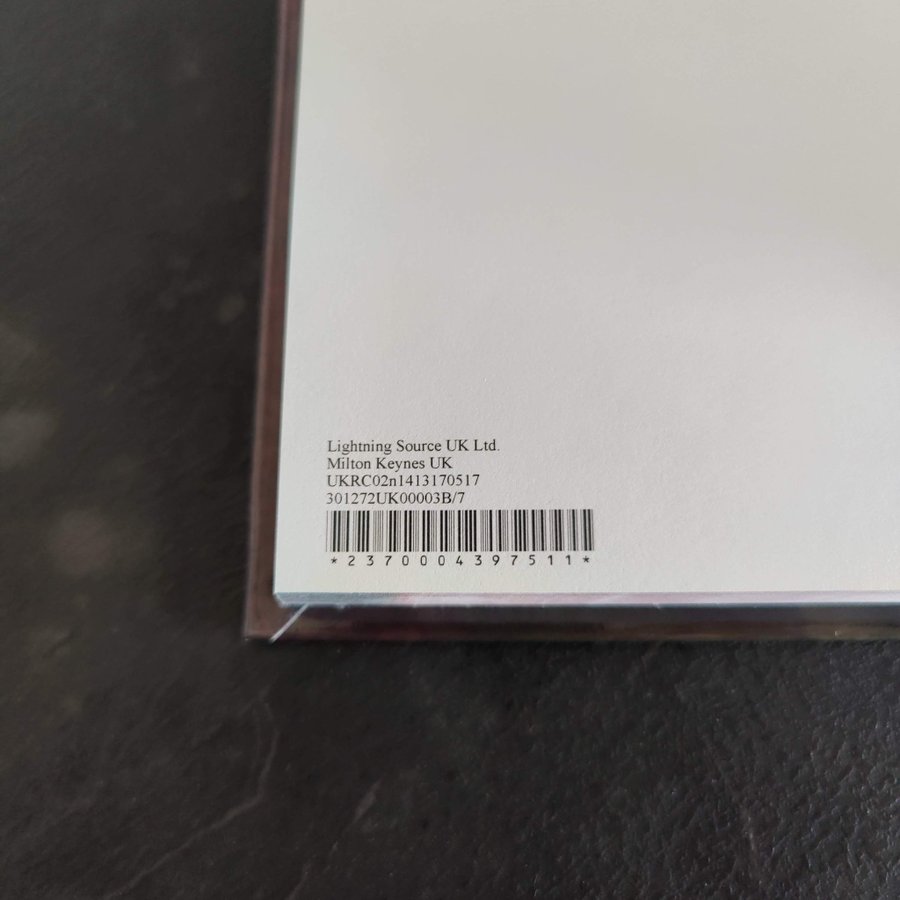 Lightning Source UK Ltd.
Milton Keynes UK
UKRC02n1413170517
301272UK00003B/7
*2370004397511*